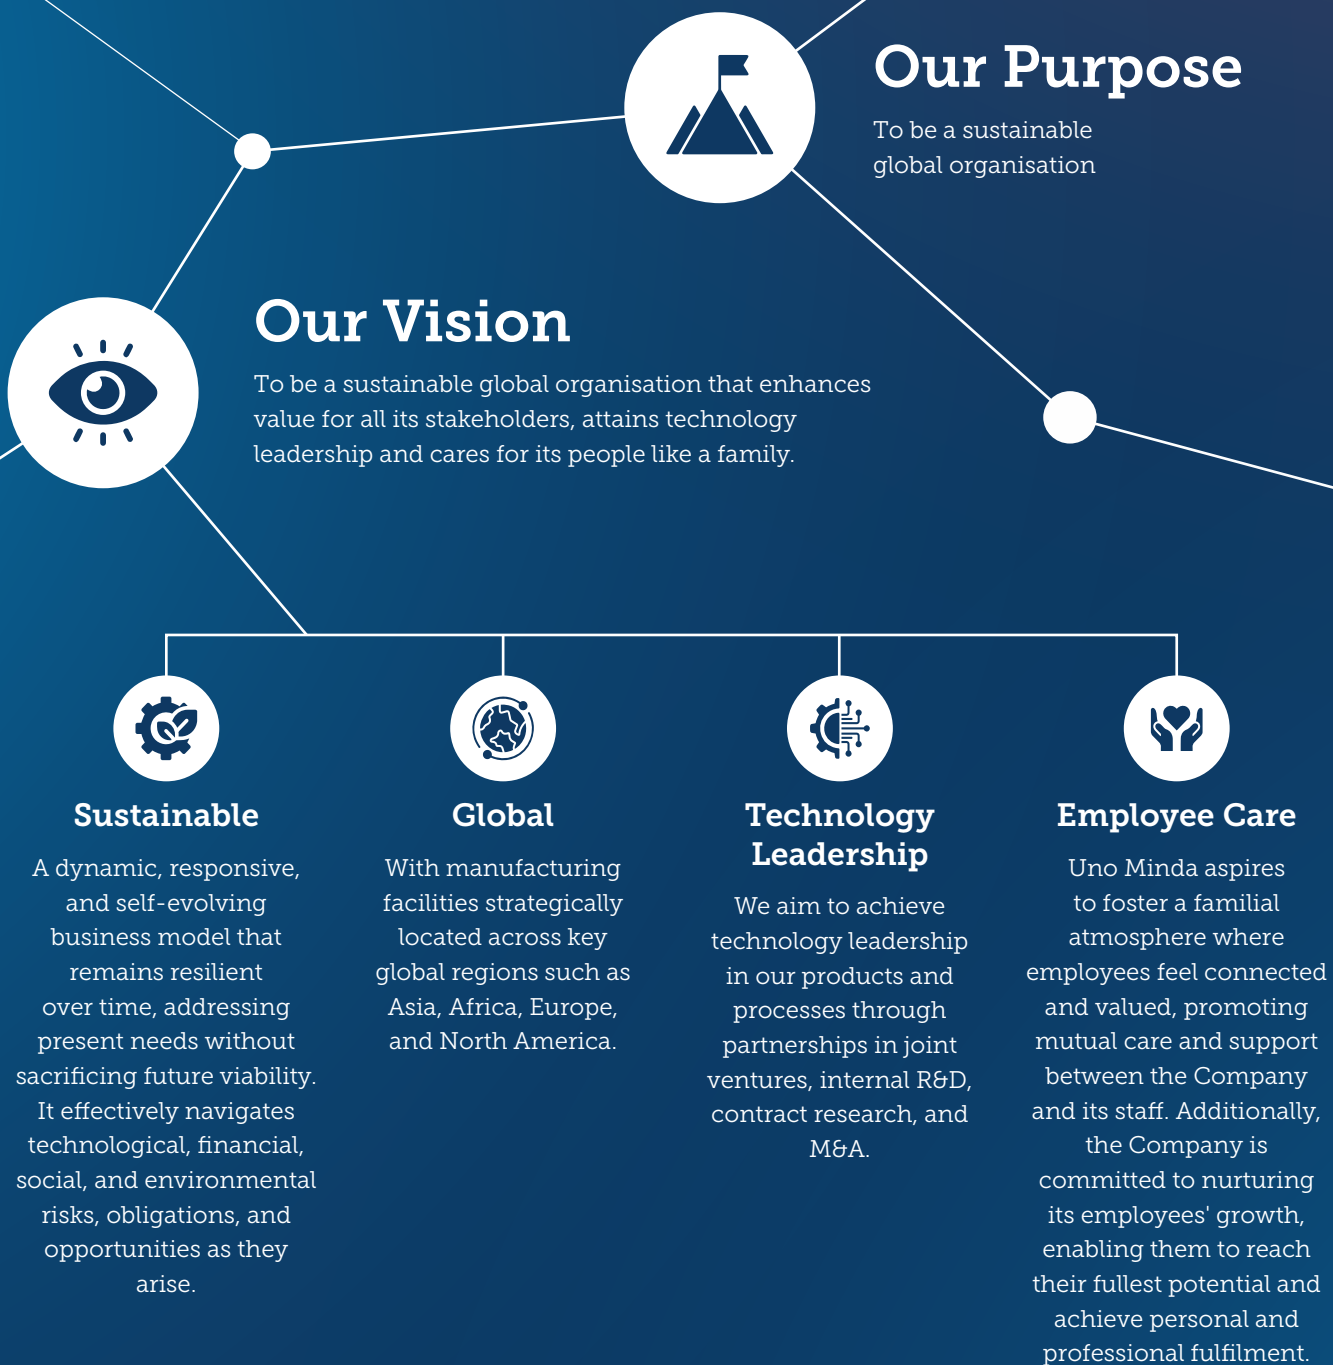 Our Purpose
To be a sustainable
global organisation
Our Vision
To be a sustainable global organisation that enhances
value for all its stakeholders, attains technology
leadership and cares for its people like a family.
Sustainable
A dynamic, responsive,
and self-evolving
business model that
remains resilient
over time, addressing
present needs without
sacrificing future viability.
It effectively navigates
technological, financial,
social, and environmental
risks, obligations, and
opportunities as they
arise.
Global
With manufacturing
facilities strategically
located across key
global regions such as
Asia, Africa, Europe,
and North America.
Technology
Leadership
We aim to achieve
technology leadership
in our products and
processes through
partnerships in joint
ventures, internal R&D,
contract research, and
M&A.
Employee Care
Uno Minda aspires
to foster a familial
atmosphere where
employees feel connected
and valued, promoting
mutual care and support
between the Company
and its staff. Additionally,
the Company is
committed to nurturing
its employees' growth,
enabling them to reach
their fullest potential and
achieve personal and
professional fulfilment.